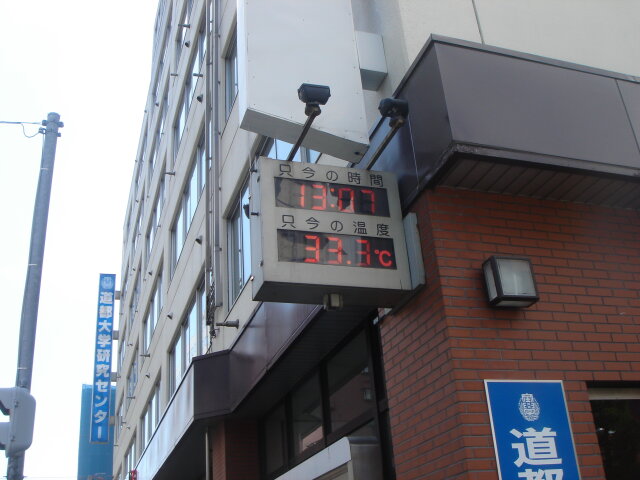 只今の時間
13:07
只今の温度
33.7℃
道都大学研究センター
道都